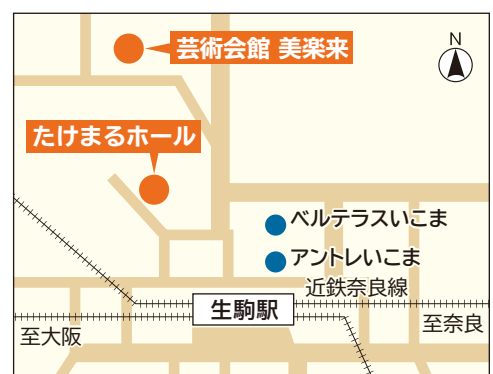 N
芸術会館 美楽来
たけまるホール
ベルテラスいこま
アントレいこま
近鉄奈良線
生駒駅
至大阪
至奈良